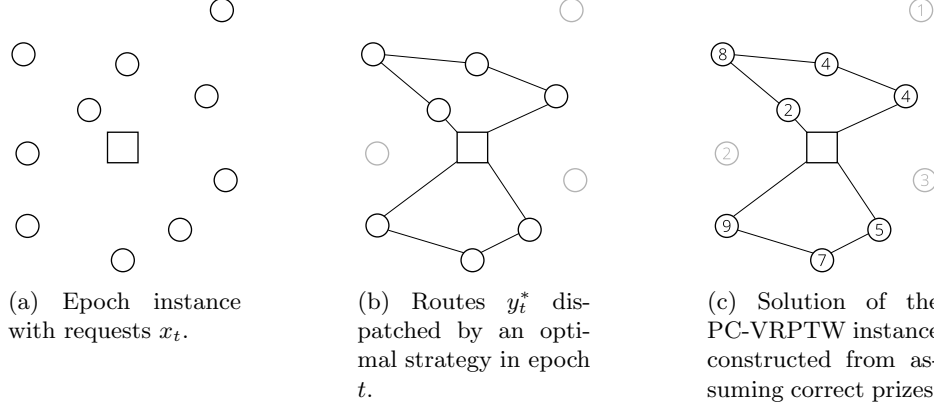 1
8
4
4
2
2
3
9
5
7
(a) Epoch instance
with requests x_t.
(b) Routes y_t^* dis-
patched by an opti-
mal strategy in epoch
t.
(c) Solution of the
PC-VRPTW instance
constructed from as-
suming correct prizes